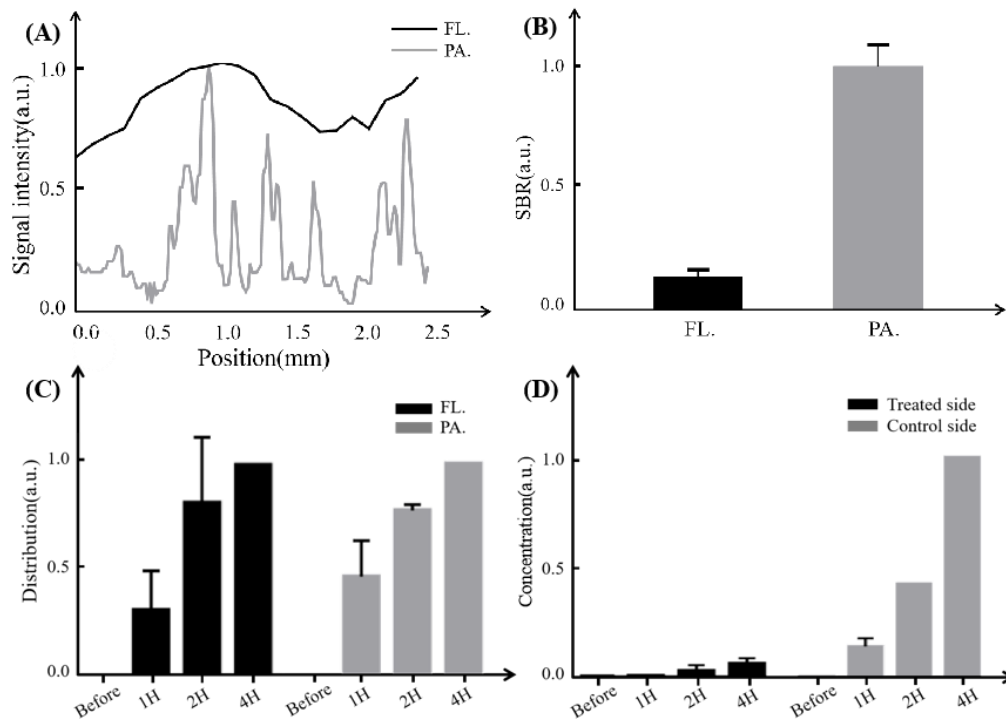 (A)
FL.
PA.
Signal intensity(a.u.)
1.0
0.5
0.0
0.0 0.5 1.0 1.5 2.0 2.5
Position(mm)
(B)
SBR(a.u.)
1.0
0.5
0.0
FL. PA.
(C)
FL.
PA.
Distribution(a.u.)
1.0
0.5
0.0
Before 1H 2H 4H Before 1H 2H 4H
(D)
Treated side
Control side
Concentration(a.u.)
1.0
0.5
0.0
Before 1H 2H 4H Before 1H 2H 4H